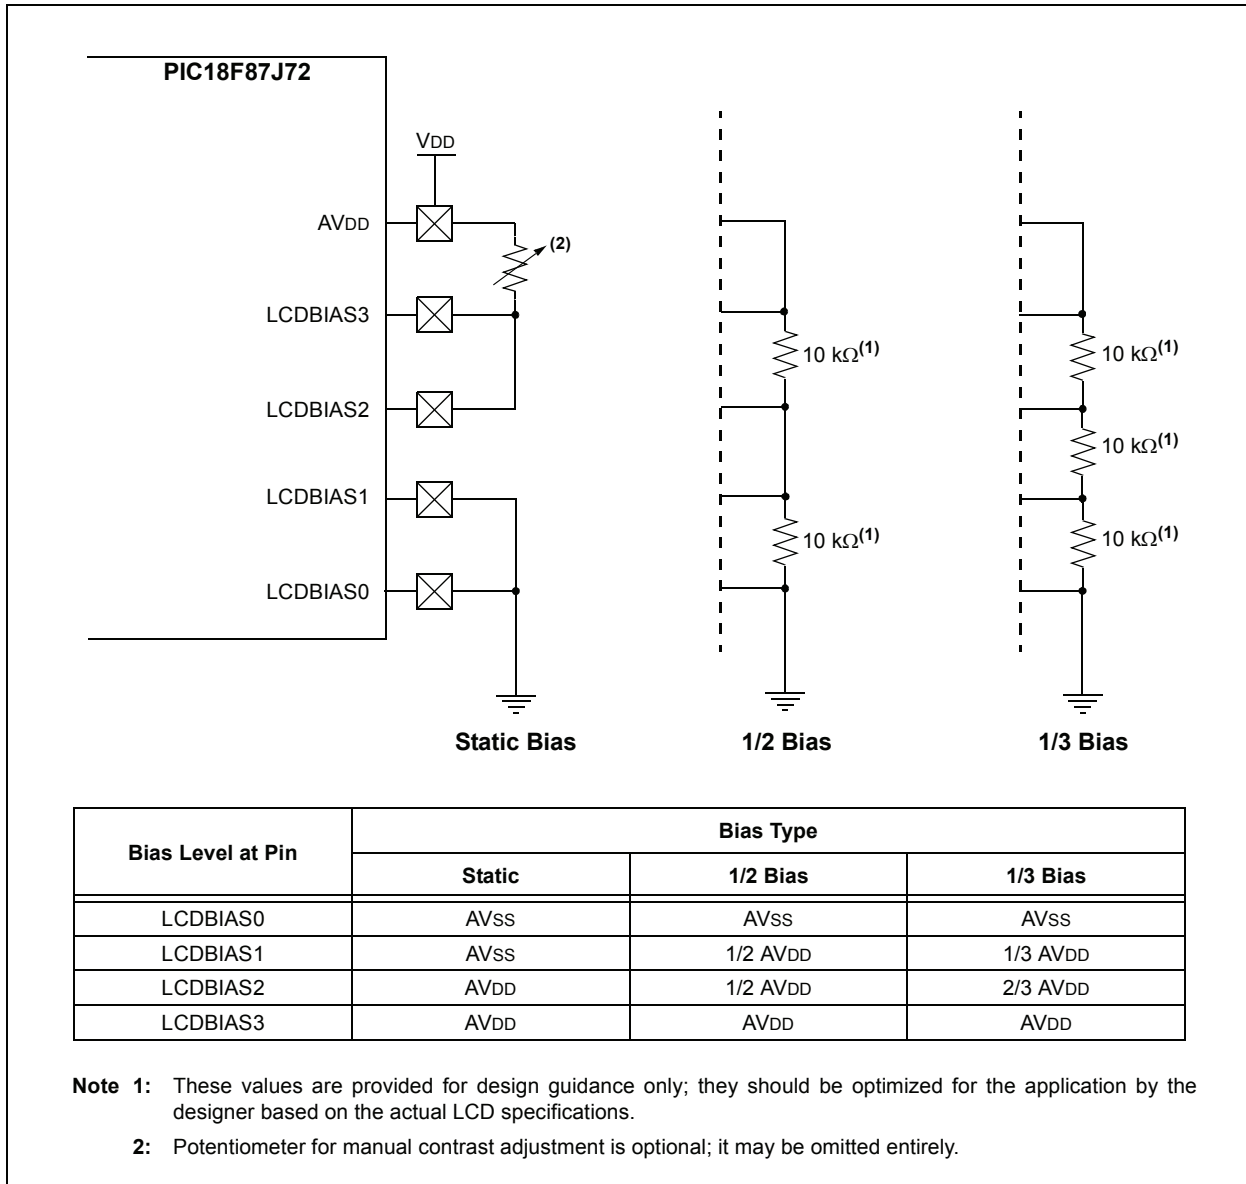 PIC18F87J72
VDD
AVDD
(2)
LCDBIAS3
10 kΩ(1)
10 kΩ(1)
LCDBIAS2
10 kΩ(1)
LCDBIAS1
10 kΩ(1)
10 kΩ(1)
LCDBIAS0
Static Bias
1/2 Bias
1/3 Bias
Bias Level at Pin
Bias Type
Static
1/2 Bias
1/3 Bias
LCDBIAS0 AVSS AVSS AVSS
LCDBIAS1 AVSS 1/2 AVDD 1/3 AVDD
LCDBIAS2 AVDD 1/2 AVDD 2/3 AVDD
LCDBIAS3 AVDD AVDD AVDD
Note 1: These values are provided for design guidance only; they should be optimized for the application by the
designer based on the actual LCD specifications.
2: Potentiometer for manual contrast adjustment is optional; it may be omitted entirely.